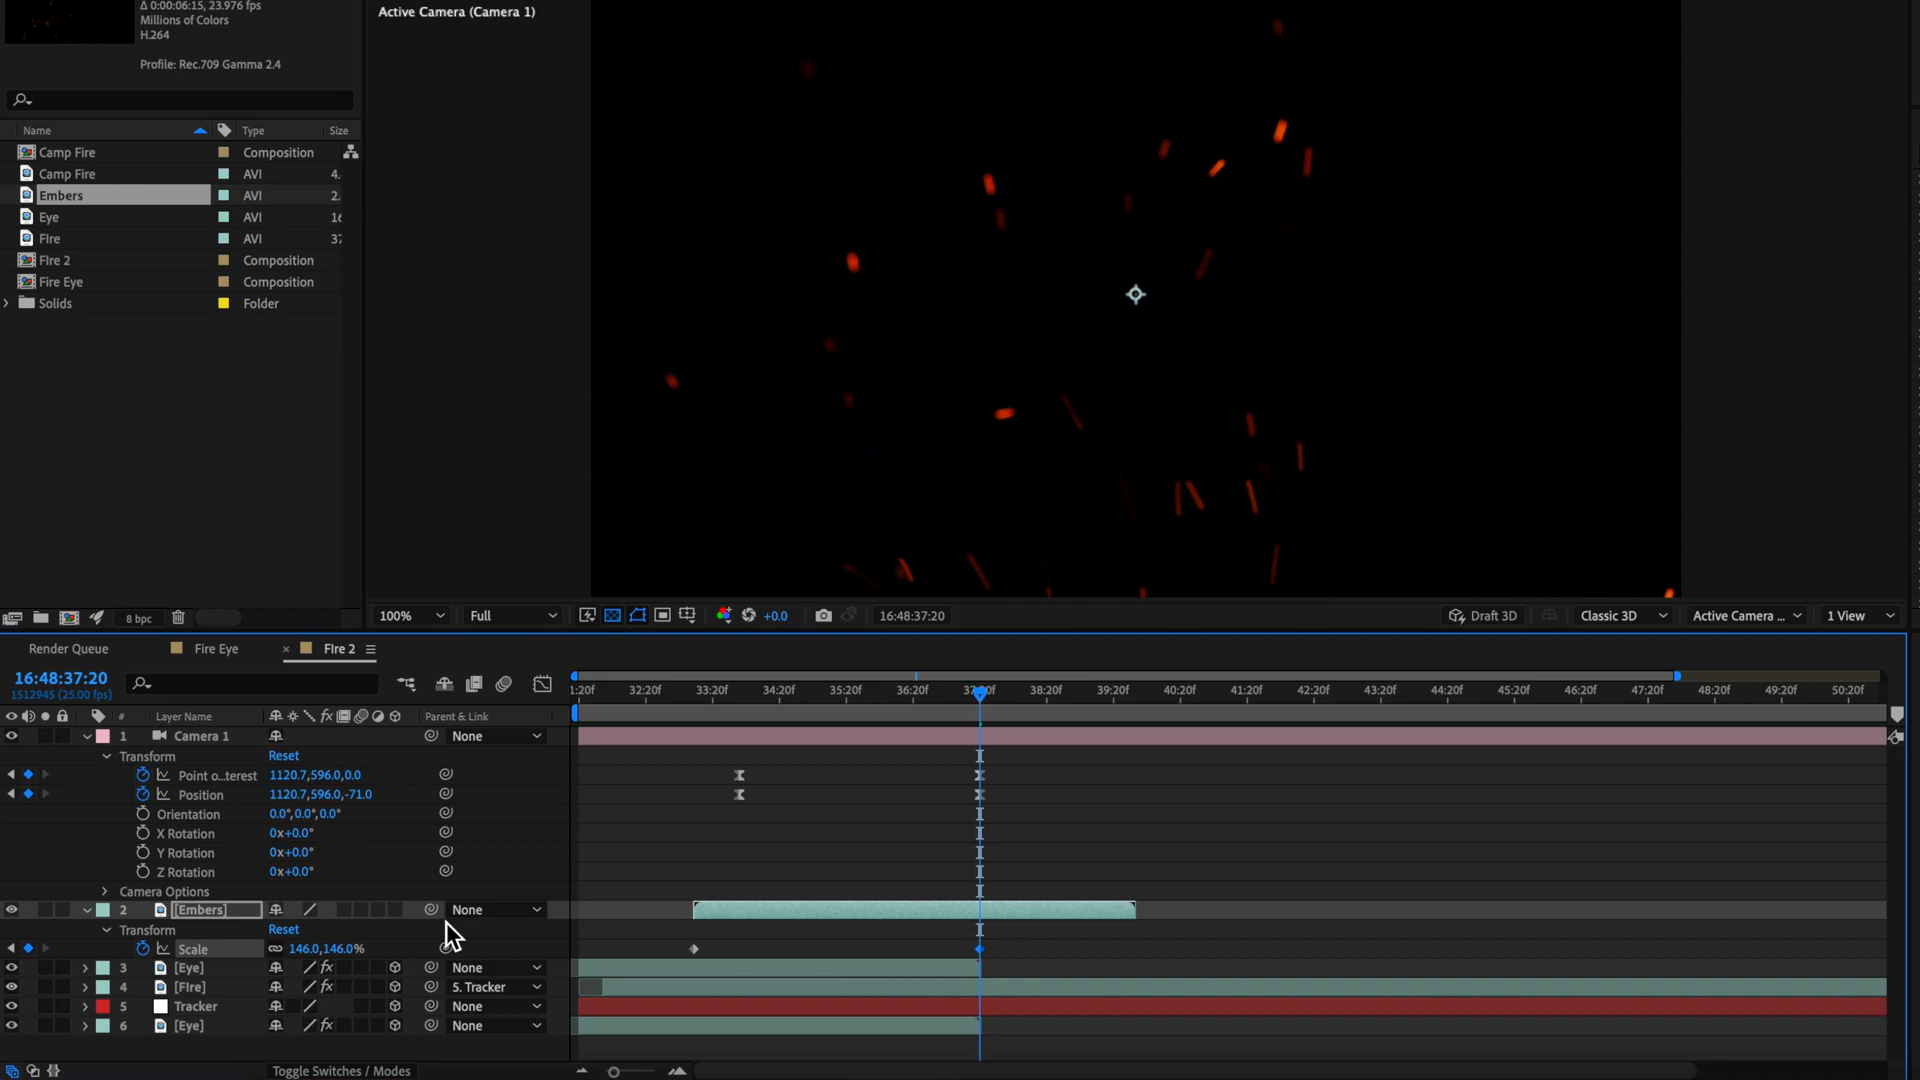 Δ 0:00:06:15, 23.976 fps
Millions of Colors
H.264
Profile: Rec.709 Gamma 2.4
Active Camera (Camera 1)
Name Type Size
Camp Fire Composition
Camp Fire AVI 4.
Embers AVI 2.
Eye AVI 16
FIre AVI 37
FIre 2 Composition
Fire Eye Composition
Solids Folder
8 bpc
100% Full +0.0 16:48:37:20 Draft 3D Classic 3D Active Camera ... 1 View
Render Queue Fire Eye × FIre 2
16:48:37:20
1512945 (25.00 fps)
1:20f 32:20f 33:20f 34:20f 35:20f 36:20f 37:20f 38:20f 39:20f 40:20f 41:20f 42:20f 43:20f 44:20f 45:20f 46:20f 47:20f 48:20f 49:20f 50:20f
# Layer Name fx Parent & Link
1 Camera 1 None
Transform Reset
Point o...terest 1120.7,596.0,0.0
Position 1120.7,596.0,-71.0
Orientation 0.0°,0.0°,0.0°
X Rotation 0x+0.0°
Y Rotation 0x+0.0°
Z Rotation 0x+0.0°
Camera Options
2 [Embers] None
Transform Reset
Scale 146.0,146.0%
3 [Eye] fx None
4 [FIre] 5. Tracker
5 Tracker None
6 [Eye] fx None
Toggle Switches / Modes